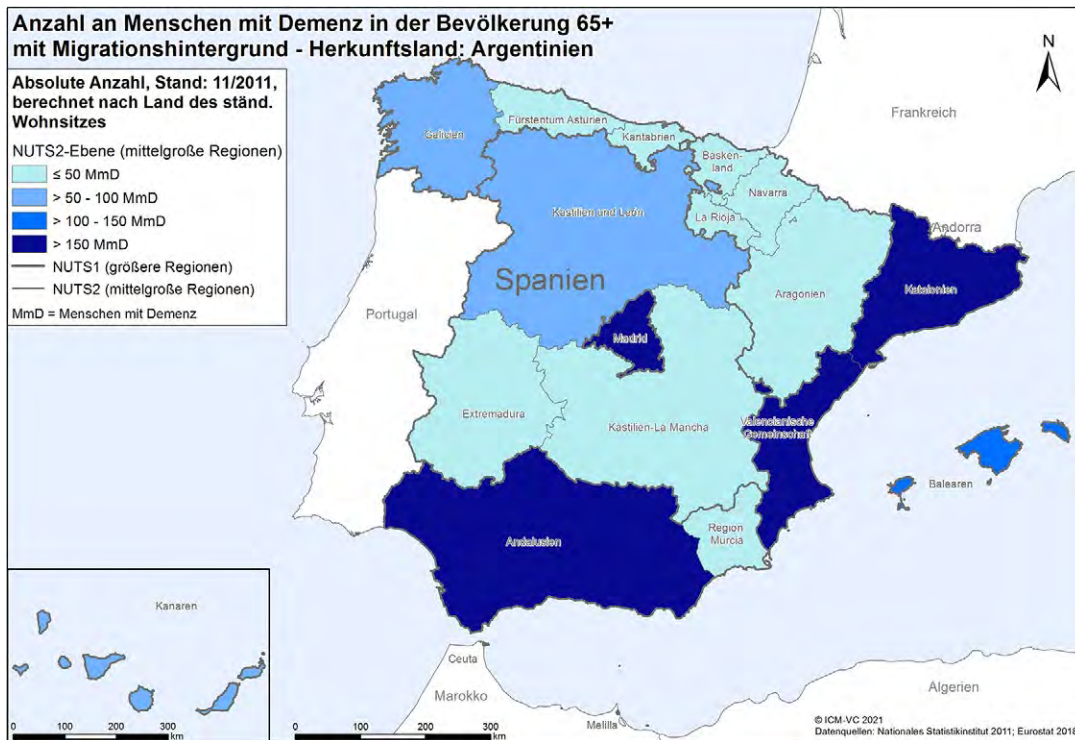 Anzahl an Menschen mit Demenz in der Bevölkerung 65+
mit Migrationshintergrund - Herkunftsland: Argentinien
Absolute Anzahl, Stand: 11/2011,
berechnet nach Land des ständ.
Wohnsitzes
NUTS2-Ebene (mittelgroße Regionen)
≤ 50 MmD
> 50 - 100 MmD
> 100 - 150 MmD
> 150 MmD
NUTS1 (größere Regionen)
NUTS2 (mittelgroße Regionen)
MmD = Menschen mit Demenz
N
Frankreich
Fürstentum Asturien
Galicien
Kantabrien
Basken-
land
Navarra
La Rioja
Kastilien und León
Andorra
Spanien
Katalonien
Aragonien
Portugal
Madrid
Extremadura
Kastilien-La Mancha
Valencianische
Gemeinschaft
Balearen
Region
Murcia
Andalusien
Kanaren
Ceuta
Marokko
Melilla
Algerien
0 100 200 300
km
0 100 200 300
km
© ICM-VC 2021
Datenquellen: Nationales Statistikinstitut 2011; Eurostat 2018